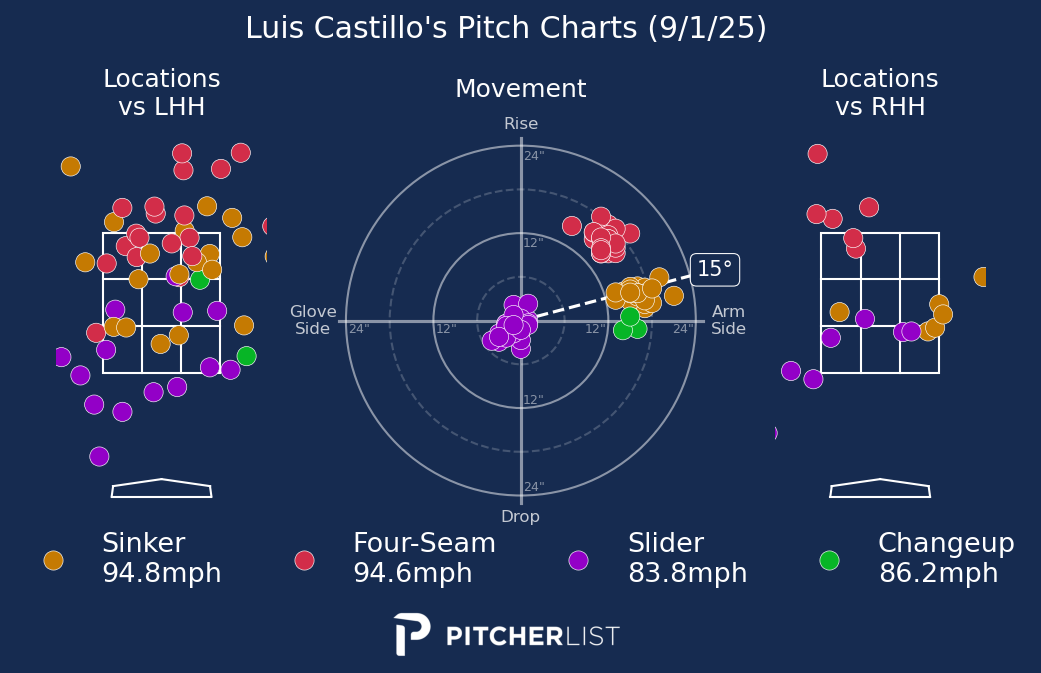 Luis Castillo's Pitch Charts (9/1/25)
Locations
vs LHH
Movement
Locations
vs RHH
Rise
24"
12"
15°
Glove
Side
24"
12"
12"
24"
Arm
Side
12"
24"
Drop
Sinker
94.8mph
Four-Seam
94.6mph
Slider
83.8mph
Changeup
86.2mph
PITCHERLIST